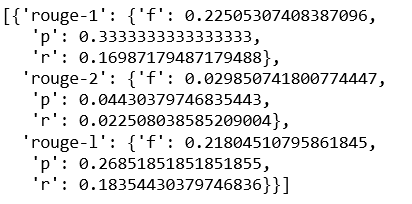 [{'rouge-1': {'f': 0.22505307408387096,
'p': 0.3333333333333333,
'r': 0.16987179487179488},
'rouge-2': {'f': 0.029850741800774447,
'p': 0.04430379746835443,
'r': 0.022508038585209004},
'rouge-l': {'f': 0.21804510795861845,
'p': 0.26851851851851855,
'r': 0.18354430379746836}}]